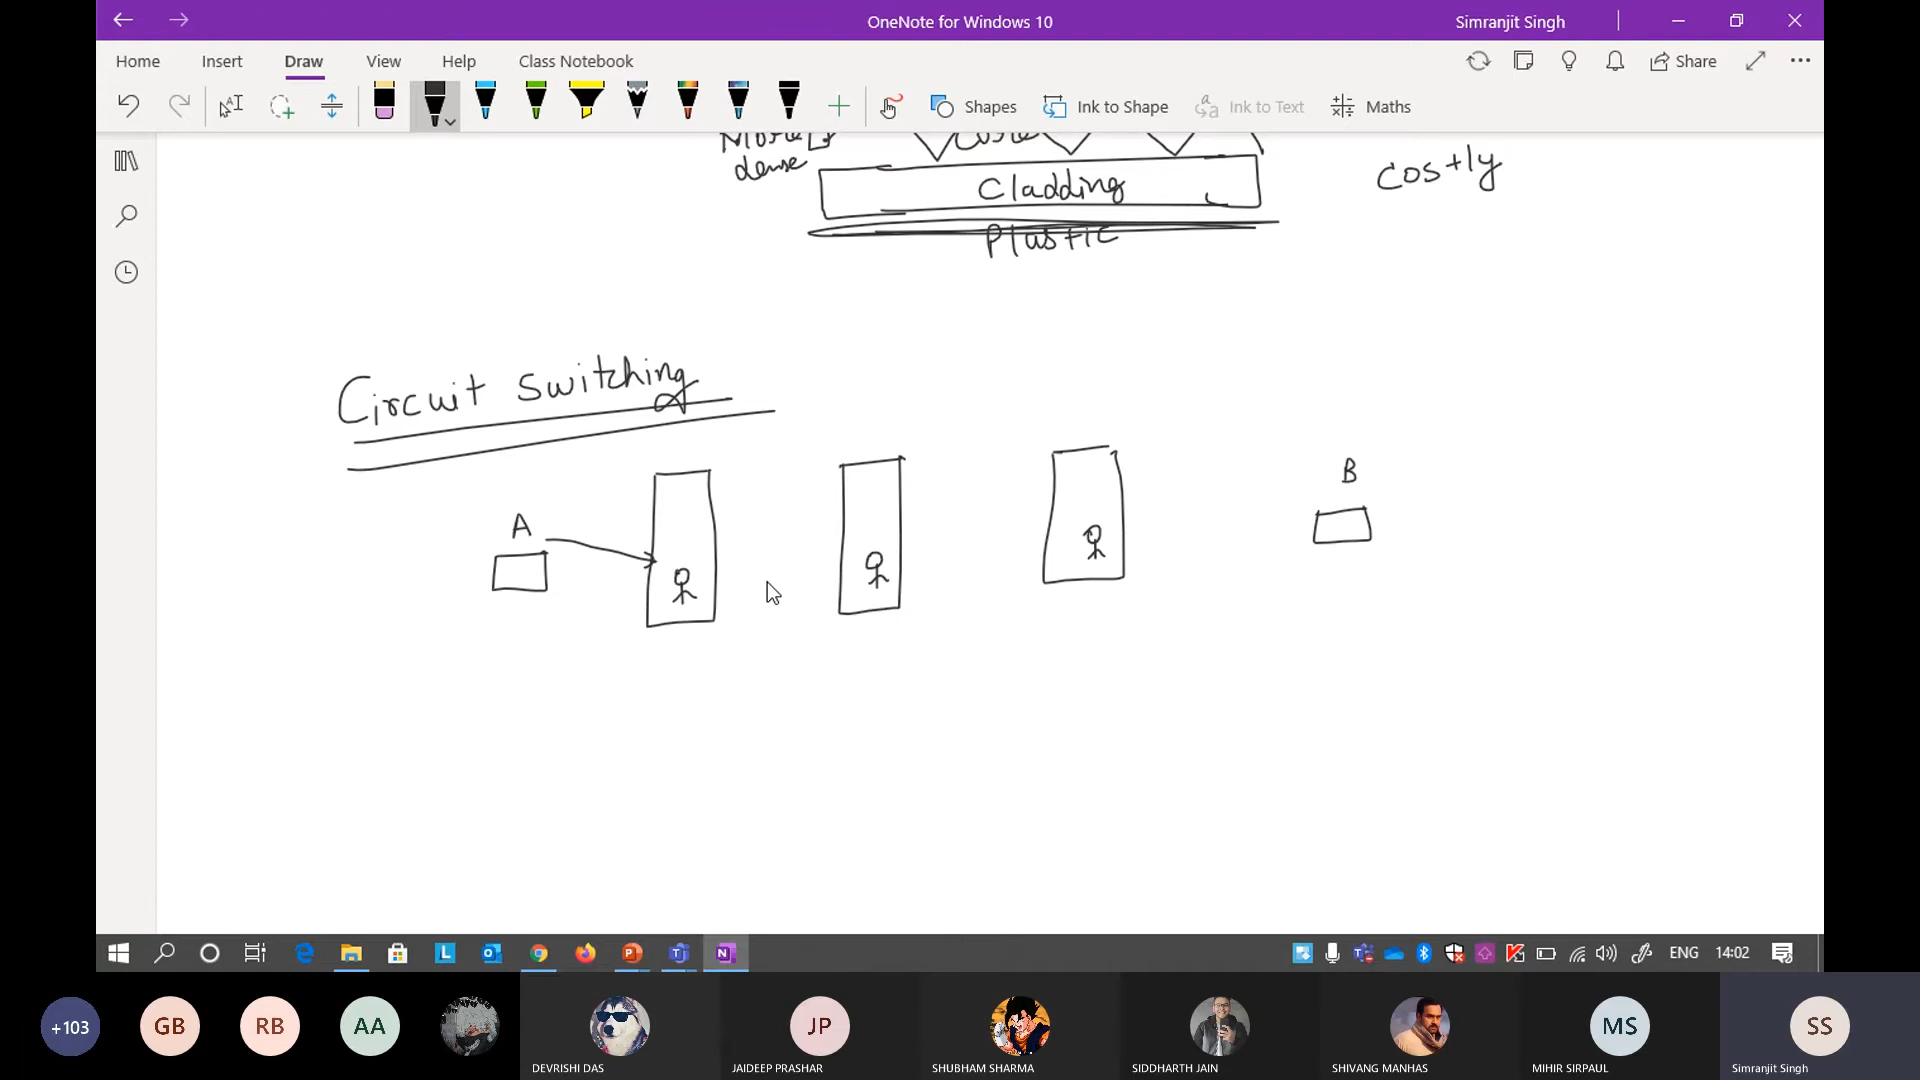 OneNote for Windows 10
Simranjit Singh
Home Insert Draw View Help Class Notebook
Share
Shapes Ink to Shape Ink to Text Maths
dense
Cladding
costly
Plastic
Circuit switching
A
B
ENG 14:02
+103 GB RB AA JP MS SS
DEVRISHI DAS JAIDEEP PRASHAR SHUBHAM SHARMA SIDDHARTH JAIN SHIVANG MANHAS MIHIR SIRPAUL Simranjit Singh